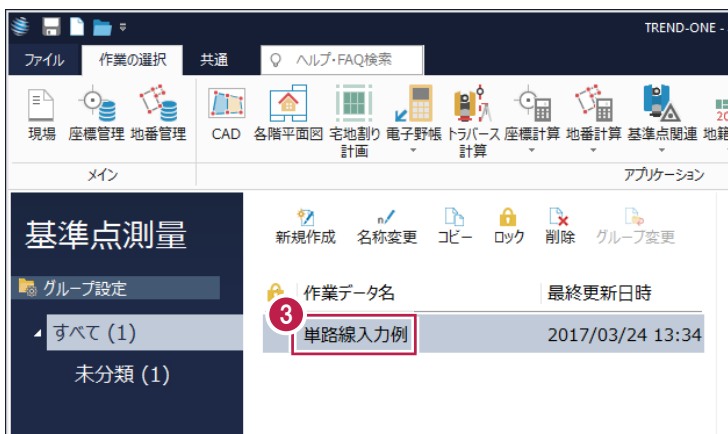 TREND-ONE -
ファイル 作業の選択 共通 ヘルプ・FAQ検索
現場 座標管理 地番管理 CAD 各階平面図 宅地割り計画 電子野帳 トラバース計算 座標計算 地番計算 基準点関連 地籍
メイン アプリケーション
基準点測量
新規作成 名称変更 コピー ロック 削除 グループ変更
グループ設定
作業データ名 最終更新日時
3
すべて (1)
単路線入力例 2017/03/24 13:34
未分類 (1)